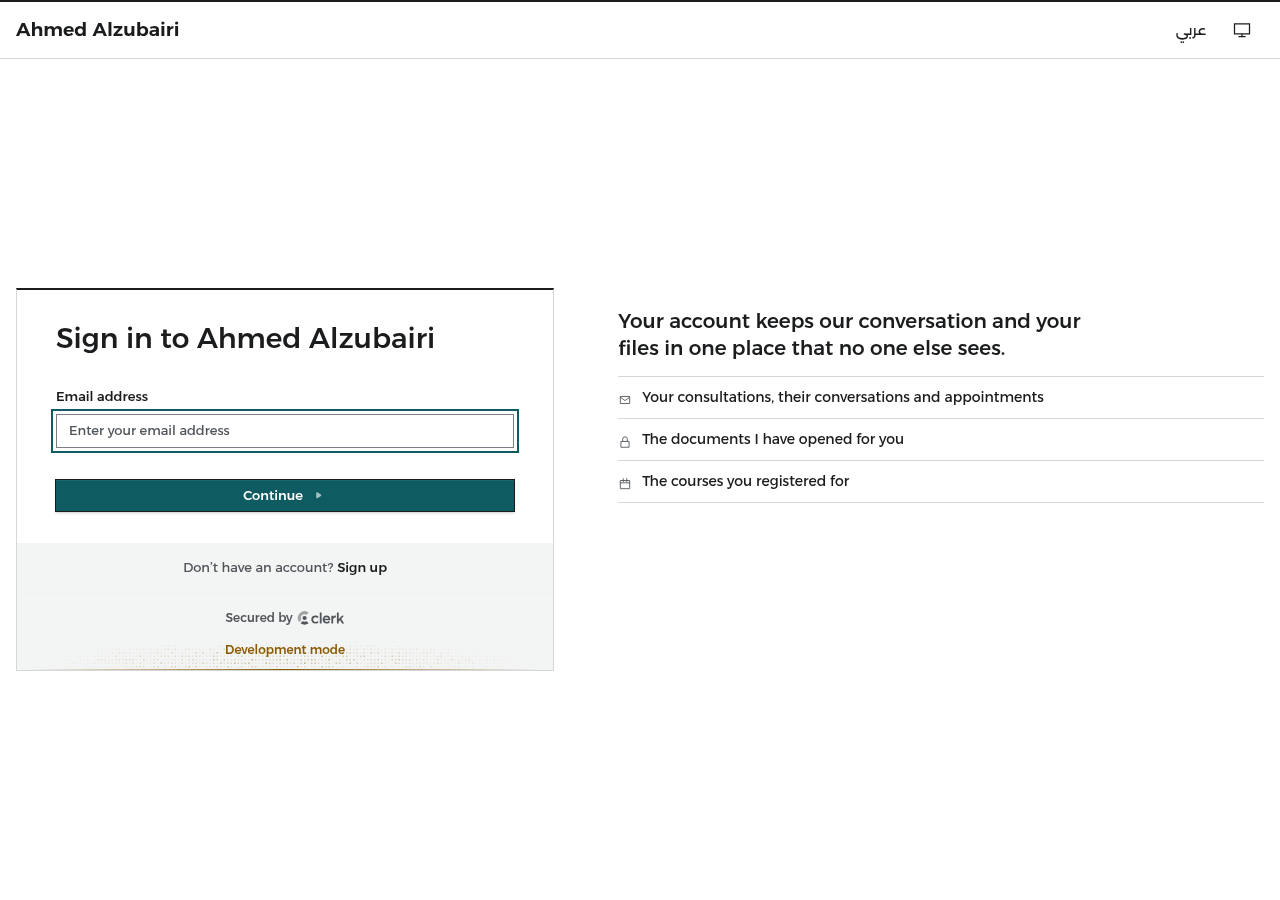 Ahmed Alzubairi
عربي
Sign in to Ahmed Alzubairi
Email address
Enter your email address
Continue
Don’t have an account? Sign up
Secured by clerk
Development mode
Your account keeps our conversation and your
files in one place that no one else sees.
Your consultations, their conversations and appointments
The documents I have opened for you
The courses you registered for